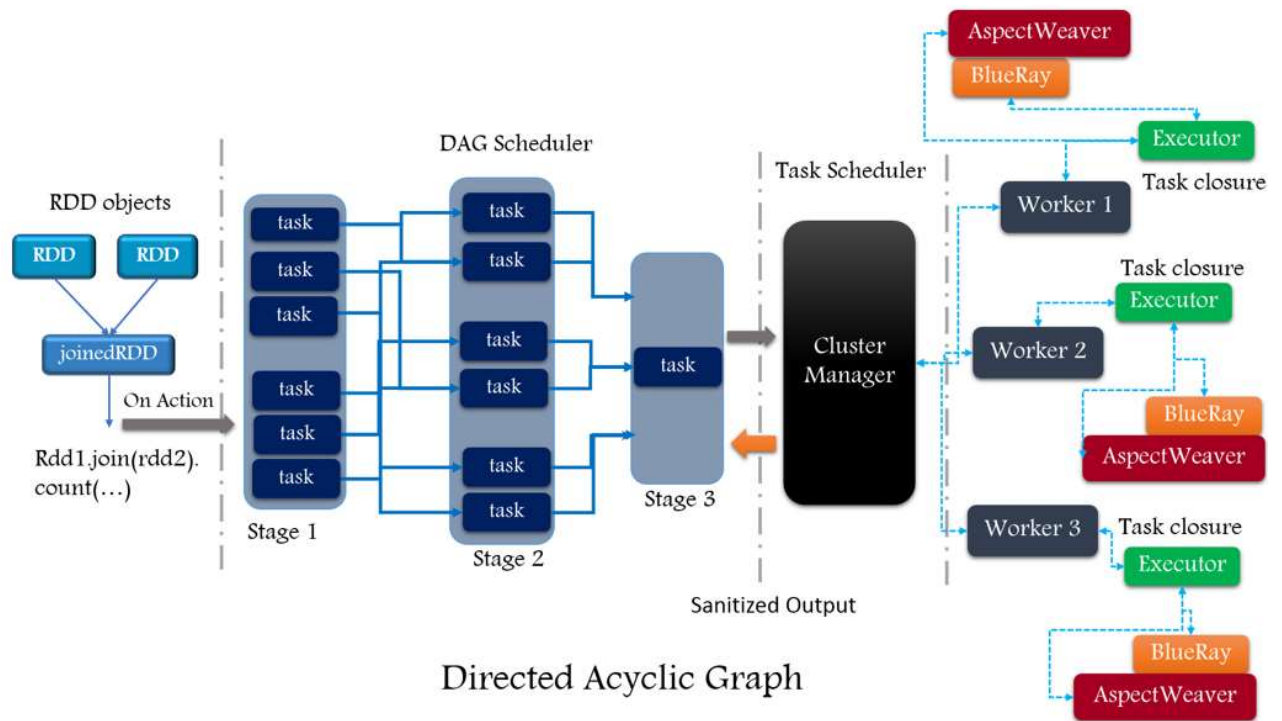 RDD objects
RDD
RDD
joinedRDD
On Action
Rdd1.join(rdd2).
count(...)
DAG Scheduler
task
task
task
task
task
task
Stage 1
task
task
task
task
task
task
Stage 2
task
Stage 3
Task Scheduler
Cluster
Manager
Sanitized Output
AspectWeaver
BlueRay
Executor
Task closure
Worker 1
Task closure
Executor
Worker 2
BlueRay
AspectWeaver
Worker 3
Task closure
Executor
BlueRay
AspectWeaver
Directed Acyclic Graph